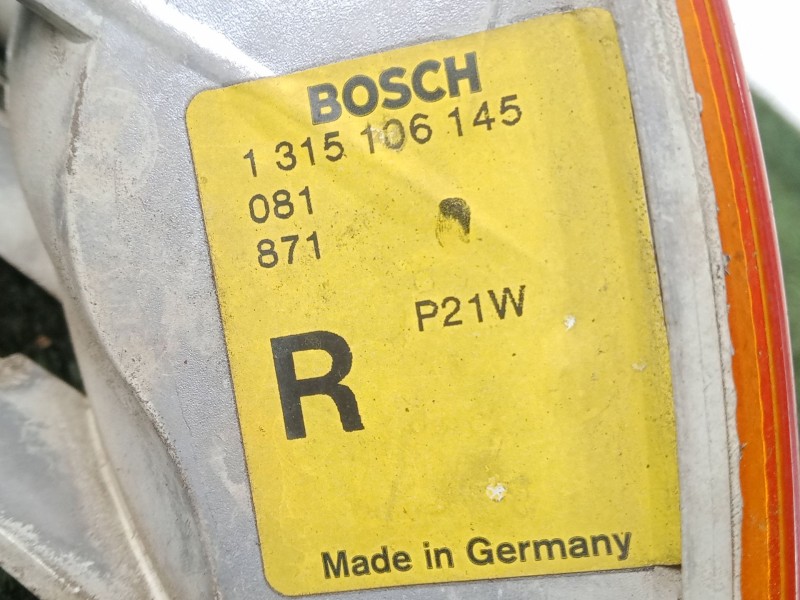 BOSCH
1 315 106 145
081
871
P21W
R
Made in Germany